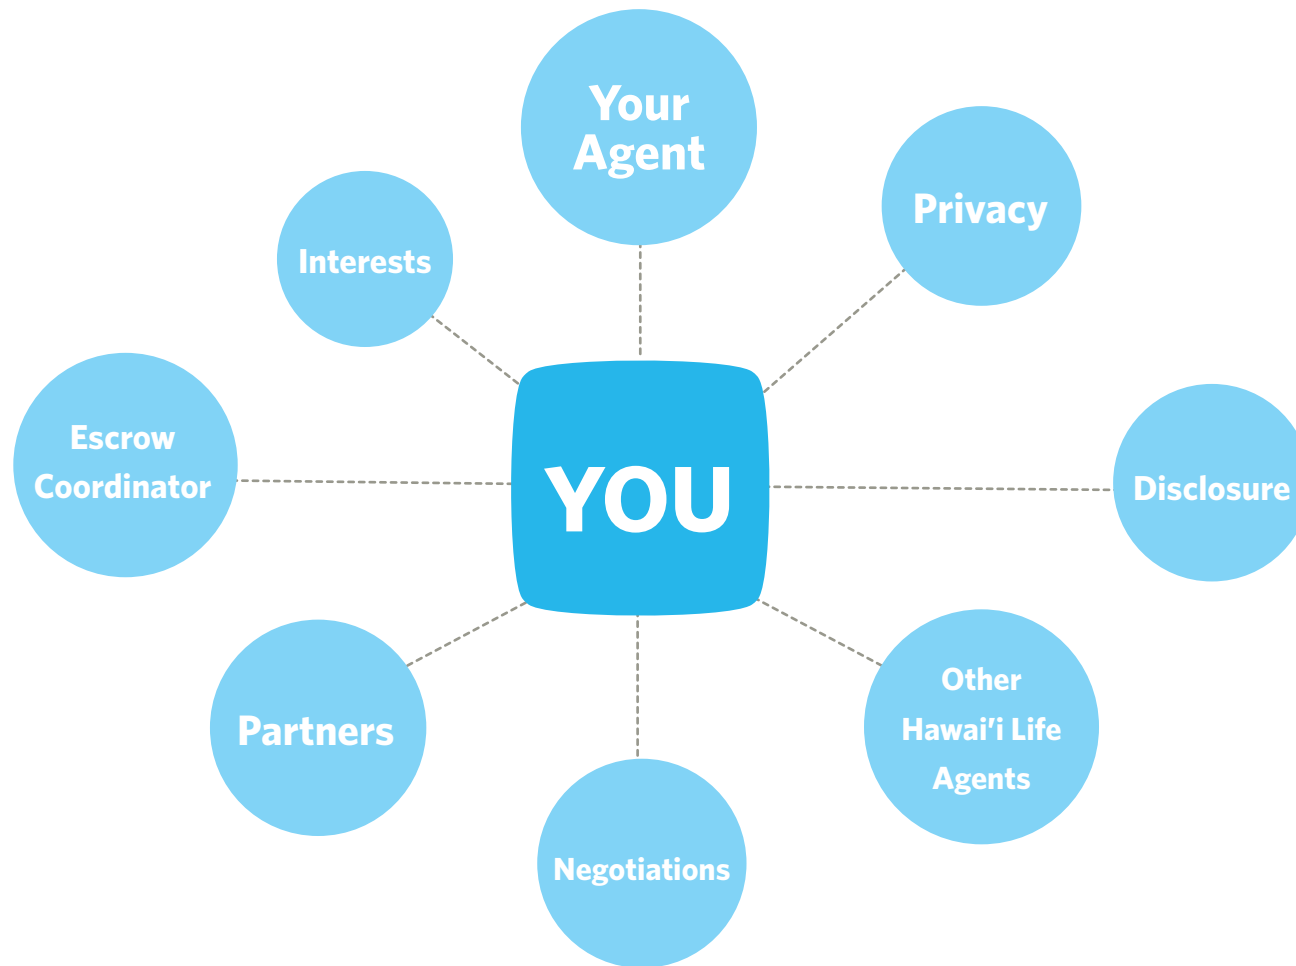 Your
Agent
Privacy
Interests
Escrow
Coordinator
YOU
Disclosure
Other
Hawai'i Life
Agents
Partners
Negotiations